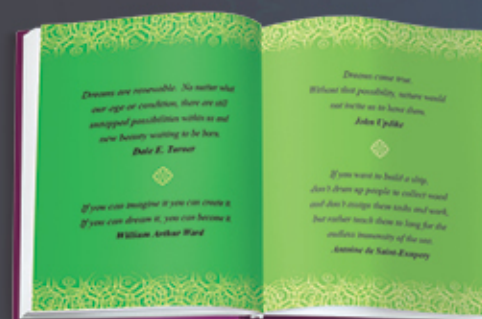 Dreams are renewable. No matter what
our age or condition, there are still
untapped possibilities within us and
new beauty waiting to be born.
Dale E. Turner
If you can imagine it you can create it
If you can dream it, you can become it
William Arthur Ward
Dreams come true.
Without that possibility, nature would
not incite us to have them.
John Updike
If you want to build a ship,
don't drum up people to collect wood
and don't assign them tasks and work,
but rather teach them to long for the
endless immensity of the sea.
Antoine de Saint-Exupery